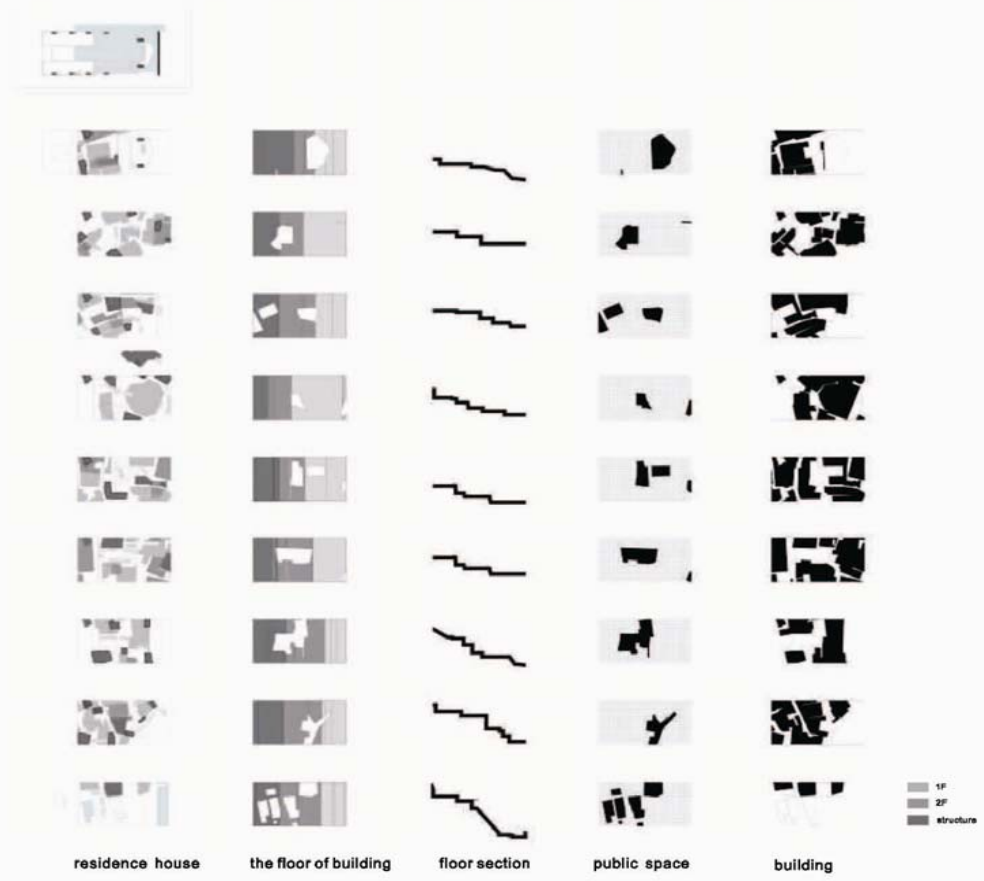 1F
2F
structure
residence house
the floor of building
floor section
public space
building